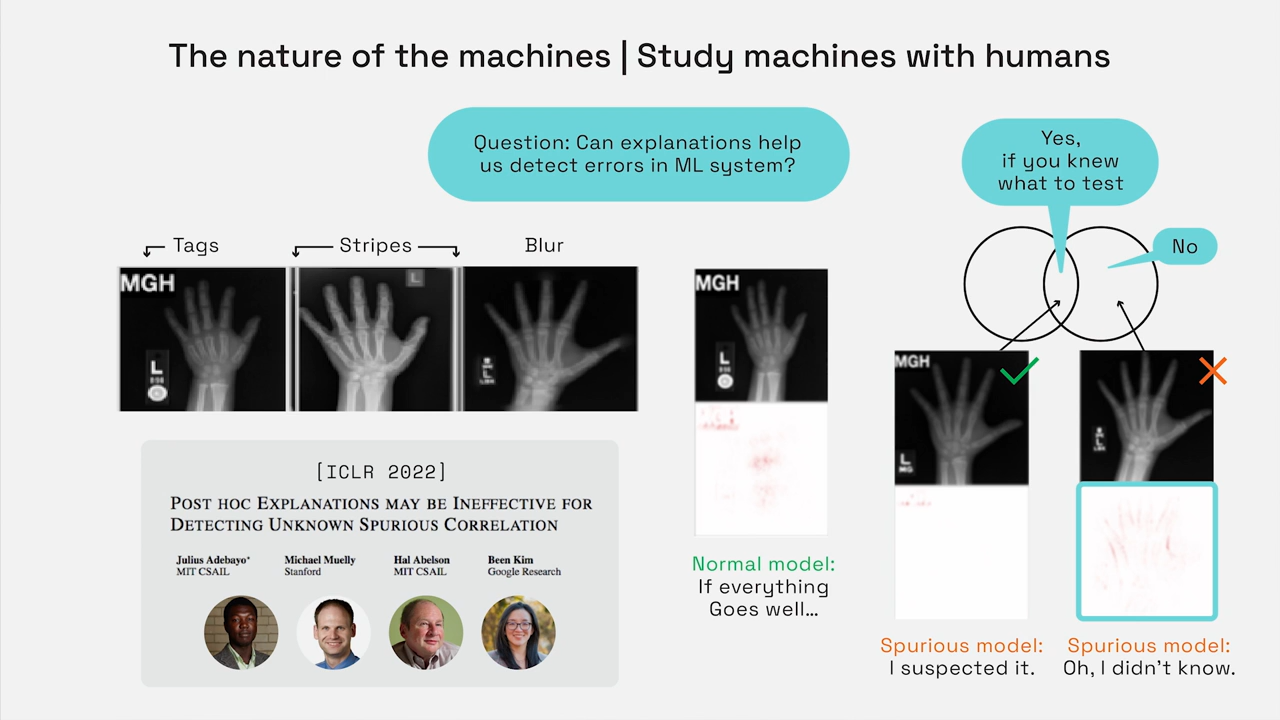 The nature of the machines | Study machines with humans
Question: Can explanations help
us detect errors in ML system?
Yes,
if you knew
what to test
No
Tags
Stripes
Blur
MGH
L
L
L
MGH
L
MGH
L
MG
L
[ICLR 2022]
POST HOC EXPLANATIONS MAY BE INEFFECTIVE FOR
DETECTING UNKNOWN SPURIOUS CORRELATION
Julius Adebayo*
MIT CSAIL
Michael Muelly
Stanford
Hal Abelson
MIT CSAIL
Been Kim
Google Research
Normal model:
If everything
Goes well...
Spurious model:
I suspected it.
Spurious model:
Oh, I didn't know.